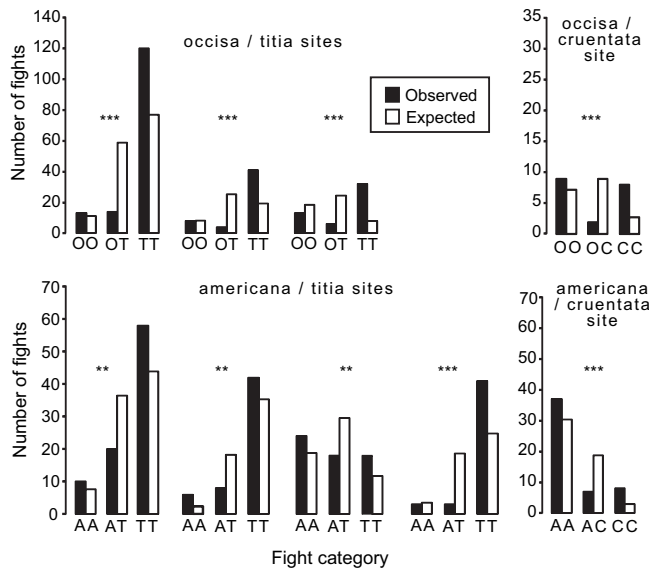 140
120
100
80
60
40
20
0
Number of fights
occisa / titia sites
*** *** ***
Observed
Expected
OO OT TT OO OT TT OO OT TT
35
30
25
20
15
10
5
0
occisa /
cruentata
site
***
OO OC CC
70
60
50
40
30
20
10
0
Number of fights
americana / titia sites
** ** ** ***
AA AT TT AA AT TT AA AT TT AA AT TT
70
60
50
40
30
20
10
0
americana
/ cruentata
site
***
AA AC CC
Fight category